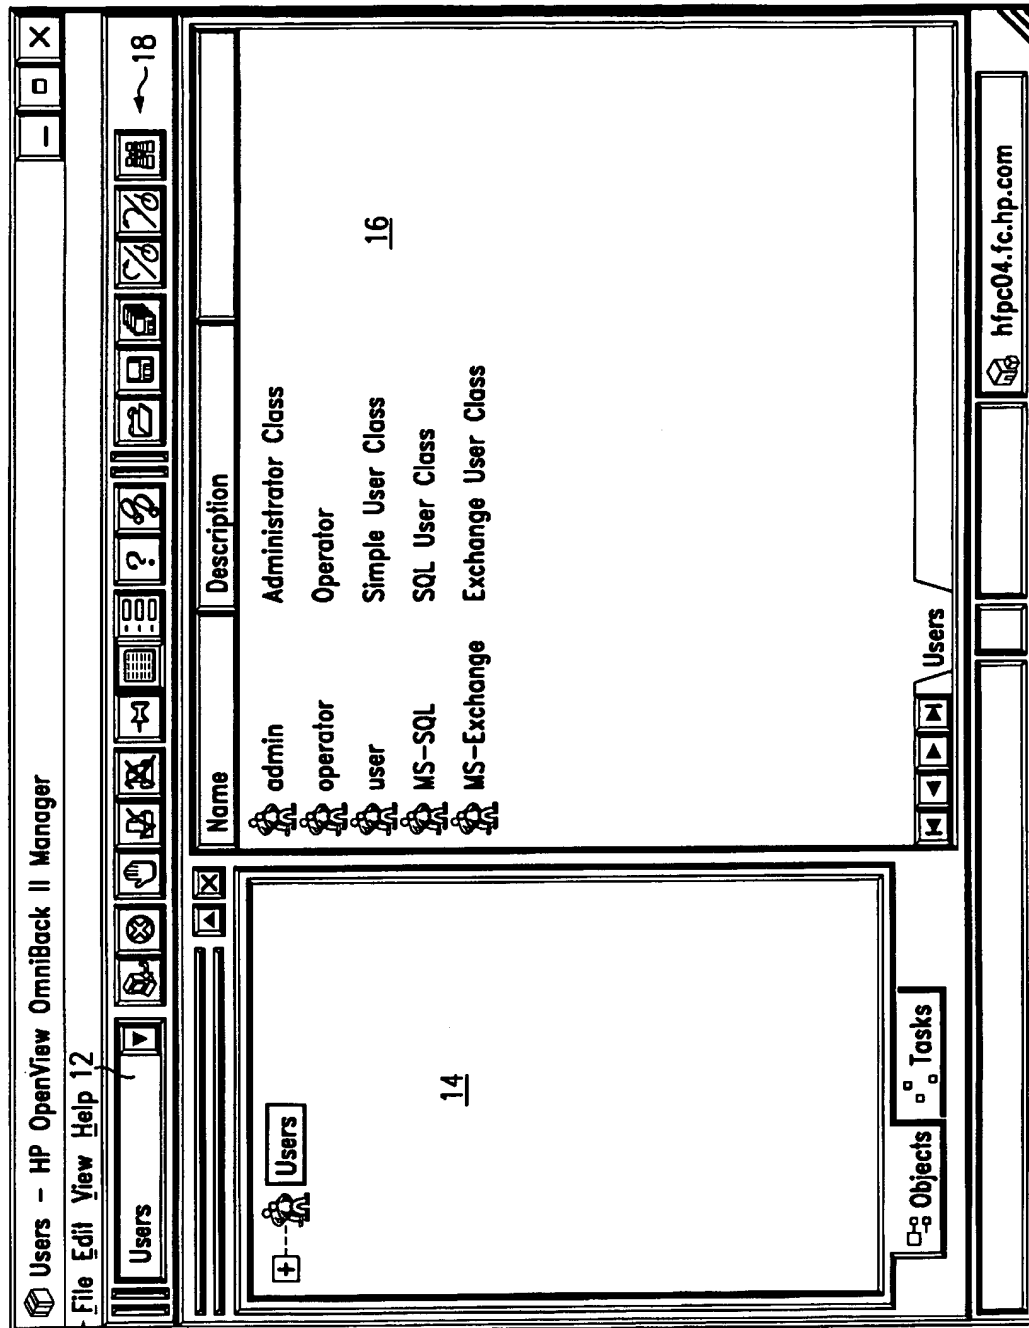 Users - HP OpenView OmniBack II Manager
File Edit View Help 12
Users
?
18
Name Description
admin Administrator Class
operator Operator
user Simple User Class
MS-SQL SQL User Class
MS-Exchange Exchange User Class
16
Users
14
Objects Tasks
Users
hfpc04.fc.hp.com